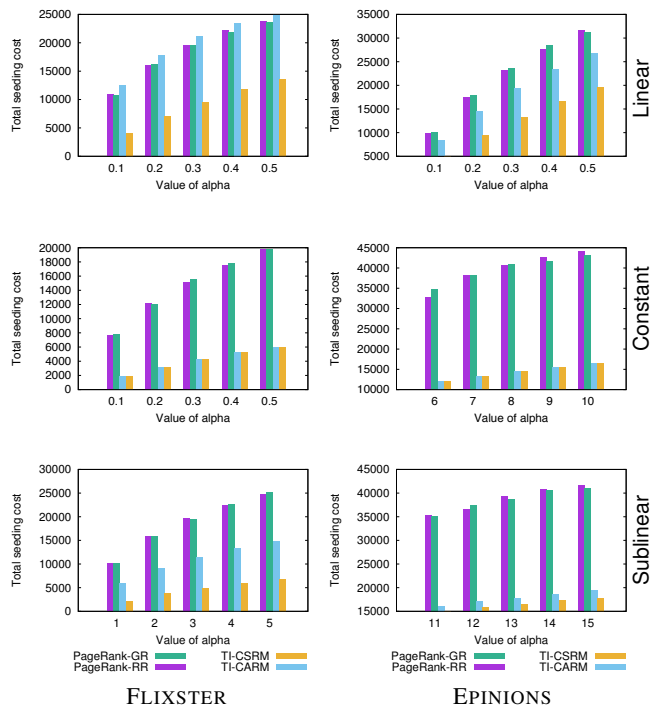 25000
20000
15000
10000
5000
0
Total seeding cost
0.1 0.2 0.3 0.4 0.5
Value of alpha
35000
30000
25000
20000
15000
10000
5000
Total seeding cost
0.1 0.2 0.3 0.4 0.5
Value of alpha
Linear
20000
18000
16000
14000
12000
10000
8000
6000
4000
2000
0
Total seeding cost
0.1 0.2 0.3 0.4 0.5
Value of alpha
45000
40000
35000
30000
25000
20000
15000
10000
Total seeding cost
6 7 8 9 10
Value of alpha
Constant
30000
25000
20000
15000
10000
5000
0
Total seeding cost
1 2 3 4 5
Value of alpha
45000
40000
35000
30000
25000
20000
15000
Total seeding cost
11 12 13 14 15
Value of alpha
Sublinear
PageRank-GR TI-CSRM
PageRank-RR TI-CARM
PageRank-GR TI-CSRM
PageRank-RR TI-CARM
FLIXSTER
EPINIONS